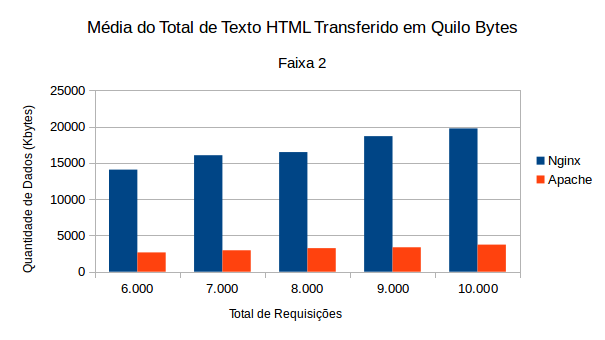 Média do Total de Texto HTML Transferido em Quilo Bytes
Faixa 2
Quantidade de Dados (Kbytes)
25000
20000
15000
10000
5000
0
6.000 7.000 8.000 9.000 10.000
Total de Requisições
Nginx
Apache